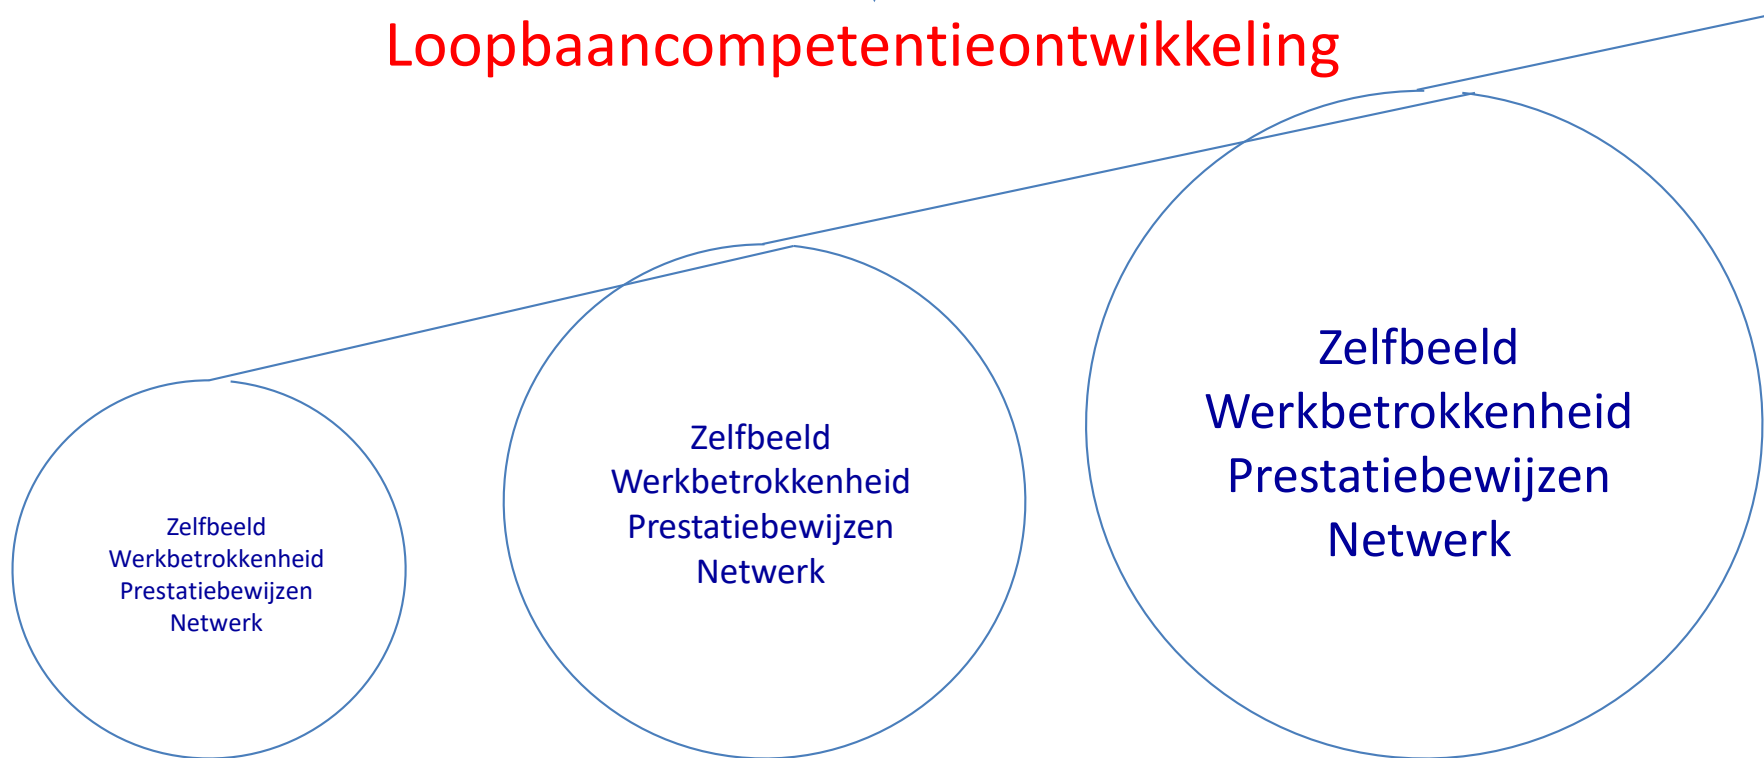 Loopbaancompetentieontwikkeling
Zelfbeeld
Werkbetrokkenheid
Prestatiebewijzen
Netwerk
Zelfbeeld
Werkbetrokkenheid
Prestatiebewijzen
Netwerk
Zelfbeeld
Werkbetrokkenheid
Prestatiebewijzen
Netwerk